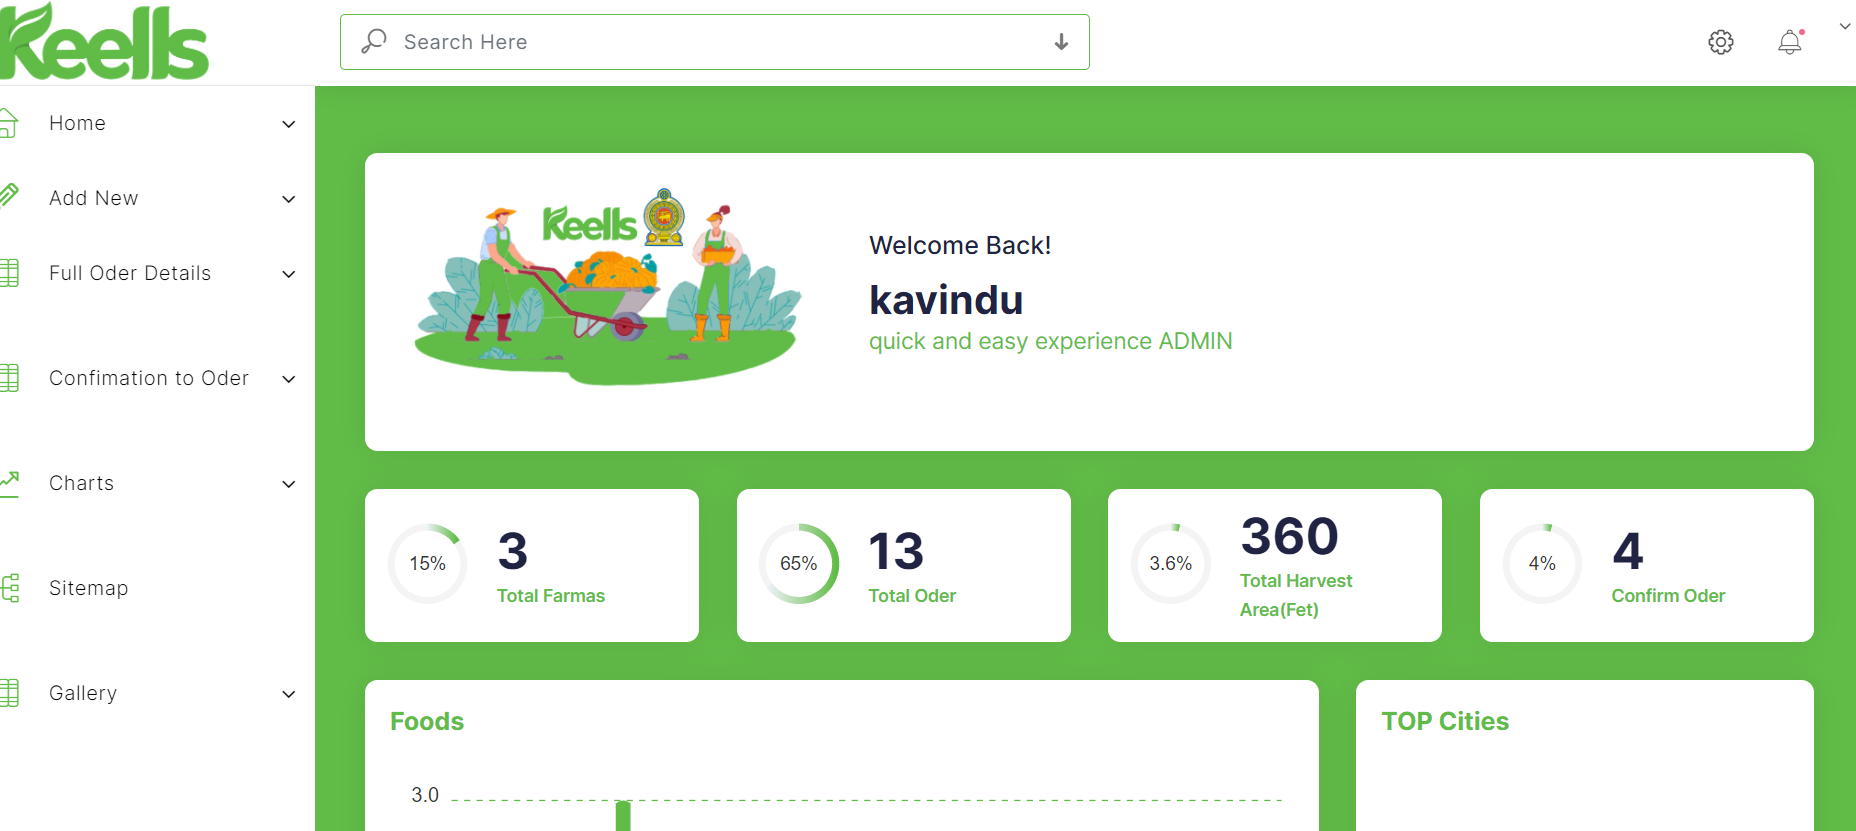 Keells
Search Here
Home
Add New
Full Oder Details
Confimation to Oder
Charts
Sitemap
Gallery
Keells
Welcome Back!
kavindu
quick and easy experience ADMIN
15%
3
Total Farmas
65%
13
Total Oder
3.6%
360
Total Harvest
Area(Fet)
4%
4
Confirm Oder
Foods
3.0
TOP Cities